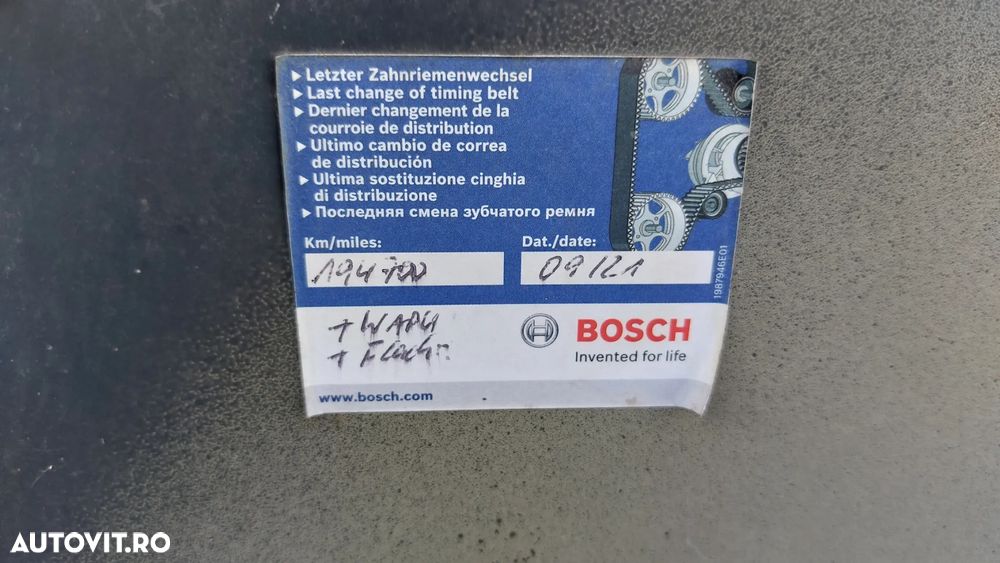 ▸ Letzter Zahnriemenwechsel
▸ Last change of timing belt
▸ Dernier changement de la
courroie de distribution
▸ Ultimo cambio de correa
de distribución
▸ Ultima sostituzione cinghia
di distribuzione
▸ Последняя смена зубчатого ремня
Km/miles:
Dat./date:
194700
09/21
1987946E01
+ WAPU
+
BOSCH
Invented for life
www.bosch.com
AUTOVIT.RO